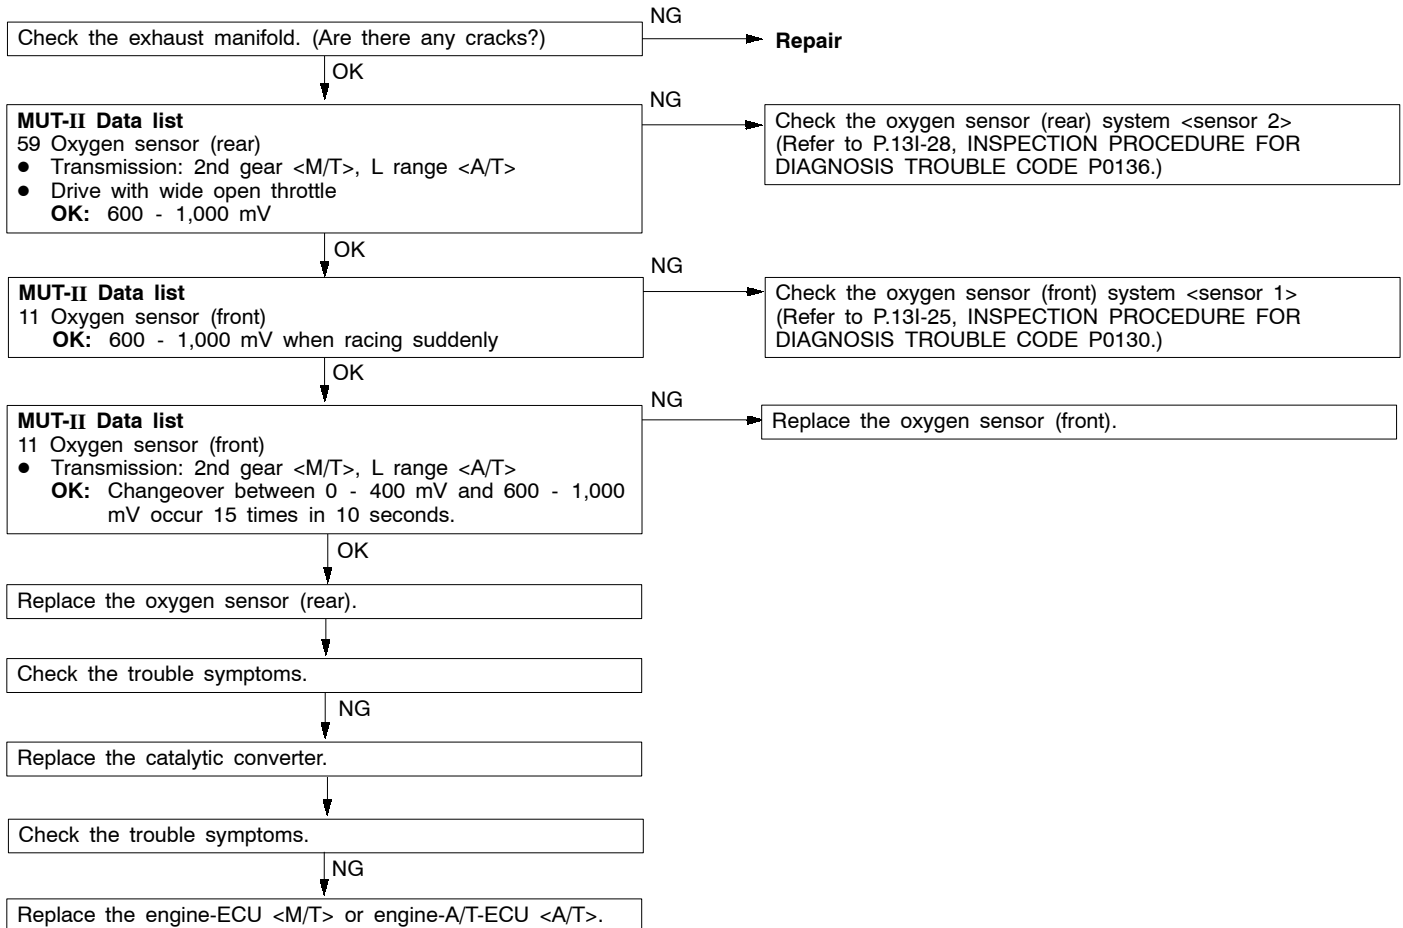 Check the exhaust manifold. (Are there any cracks?)
NG
Repair
OK
MUT-II Data list
59 Oxygen sensor (rear)
● Transmission: 2nd gear <M/T>, L range <A/T>
● Drive with wide open throttle
OK: 600 - 1,000 mV
NG
Check the oxygen sensor (rear) system <sensor 2>
(Refer to P.13I-28, INSPECTION PROCEDURE FOR
DIAGNOSIS TROUBLE CODE P0136.)
OK
MUT-II Data list
11 Oxygen sensor (front)
OK: 600 - 1,000 mV when racing suddenly
NG
Check the oxygen sensor (front) system <sensor 1>
(Refer to P.13I-25, INSPECTION PROCEDURE FOR
DIAGNOSIS TROUBLE CODE P0130.)
OK
MUT-II Data list
11 Oxygen sensor (front)
● Transmission: 2nd gear <M/T>, L range <A/T>
OK: Changeover between 0 - 400 mV and 600 - 1,000
mV occur 15 times in 10 seconds.
NG
Replace the oxygen sensor (front).
OK
Replace the oxygen sensor (rear).
Check the trouble symptoms.
NG
Replace the catalytic converter.
Check the trouble symptoms.
NG
Replace the engine-ECU <M/T> or engine-A/T-ECU <A/T>.